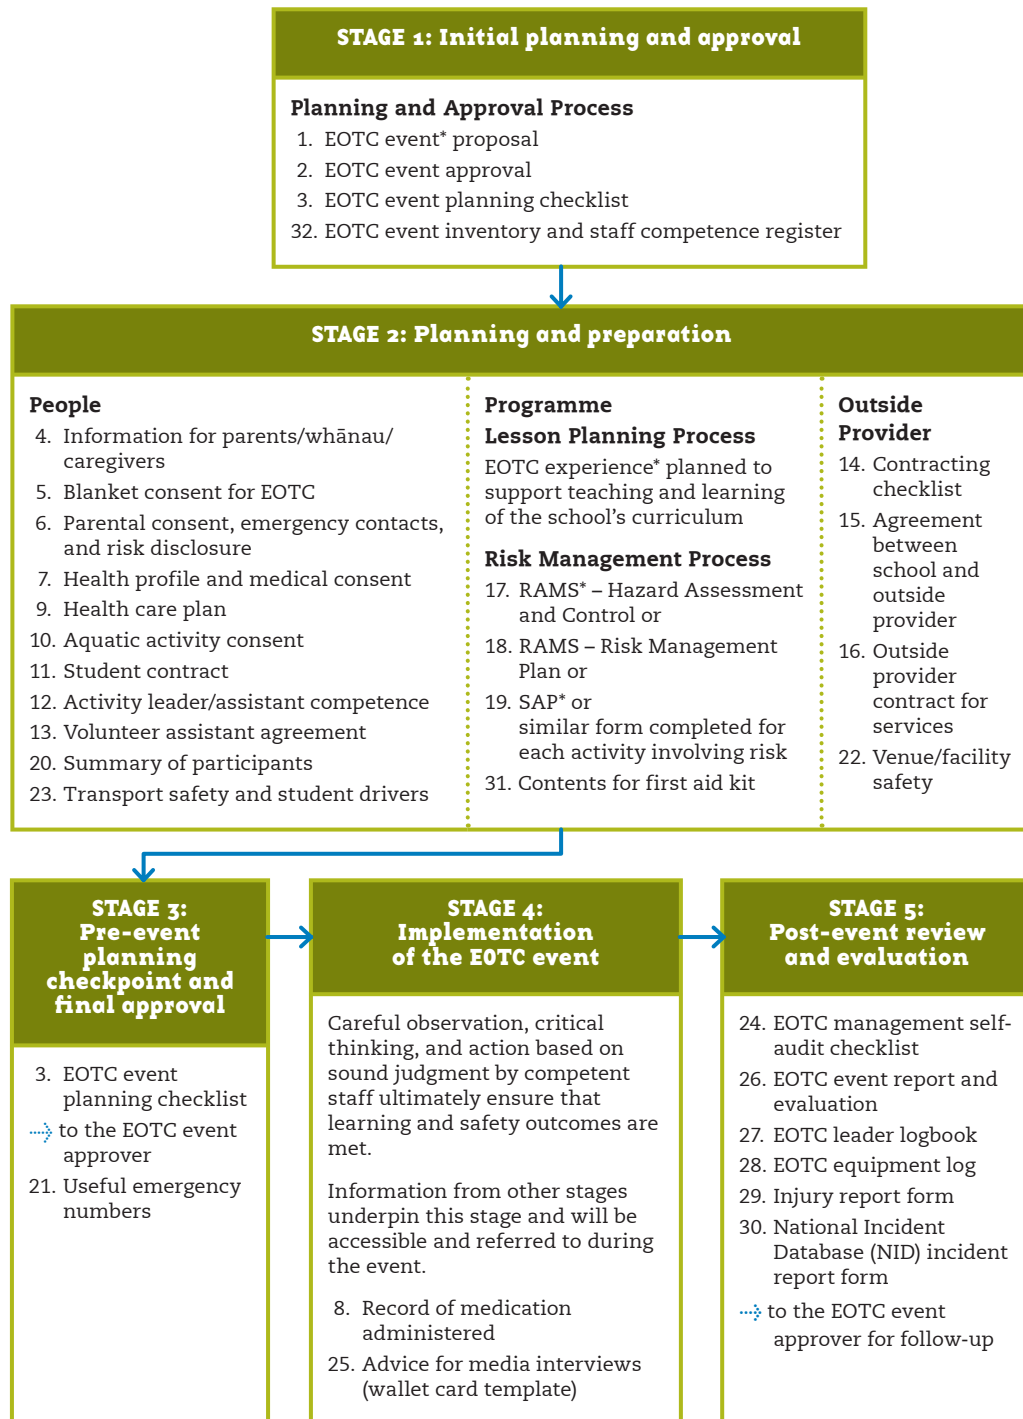 STAGE 1: Initial planning and approval
Planning and Approval Process
1. EOTC event* proposal
2. EOTC event approval
3. EOTC event planning checklist
32. EOTC event inventory and staff competence register
STAGE 2: Planning and preparation
People
4. Information for parents/whānau/
caregivers
5. Blanket consent for EOTC
6. Parental consent, emergency contacts,
and risk disclosure
7. Health profile and medical consent
9. Health care plan
10. Aquatic activity consent
11. Student contract
12. Activity leader/assistant competence
13. Volunteer assistant agreement
20. Summary of participants
23. Transport safety and student drivers
Programme
Lesson Planning Process
EOTC experience* planned to
support teaching and learning
of the school's curriculum
Risk Management Process
17. RAMS* – Hazard Assessment
and Control or
18. RAMS – Risk Management
Plan or
19. SAP* or
similar form completed for
each activity involving risk
31. Contents for first aid kit
Outside
Provider
14. Contracting
checklist
15. Agreement
between
school and
outside
provider
16. Outside
provider
contract for
services
22. Venue/facility
safety
STAGE 3:
Pre-event
planning
checkpoint and
final approval
3. EOTC event
planning checklist
to the EOTC event
approver
21. Useful emergency
numbers
STAGE 4:
Implementation
of the EOTC event
Careful observation, critical
thinking, and action based on
sound judgment by competent
staff ultimately ensure that
learning and safety outcomes are
met.
Information from other stages
underpin this stage and will be
accessible and referred to during
the event.
8. Record of medication
administered
25. Advice for media interviews
(wallet card template)
STAGE 5:
Post-event review
and evaluation
24. EOTC management self-
audit checklist
26. EOTC event report and
evaluation
27. EOTC leader logbook
28. EOTC equipment log
29. Injury report form
30. National Incident
Database (NID) incident
report form
to the EOTC event
approver for follow-up